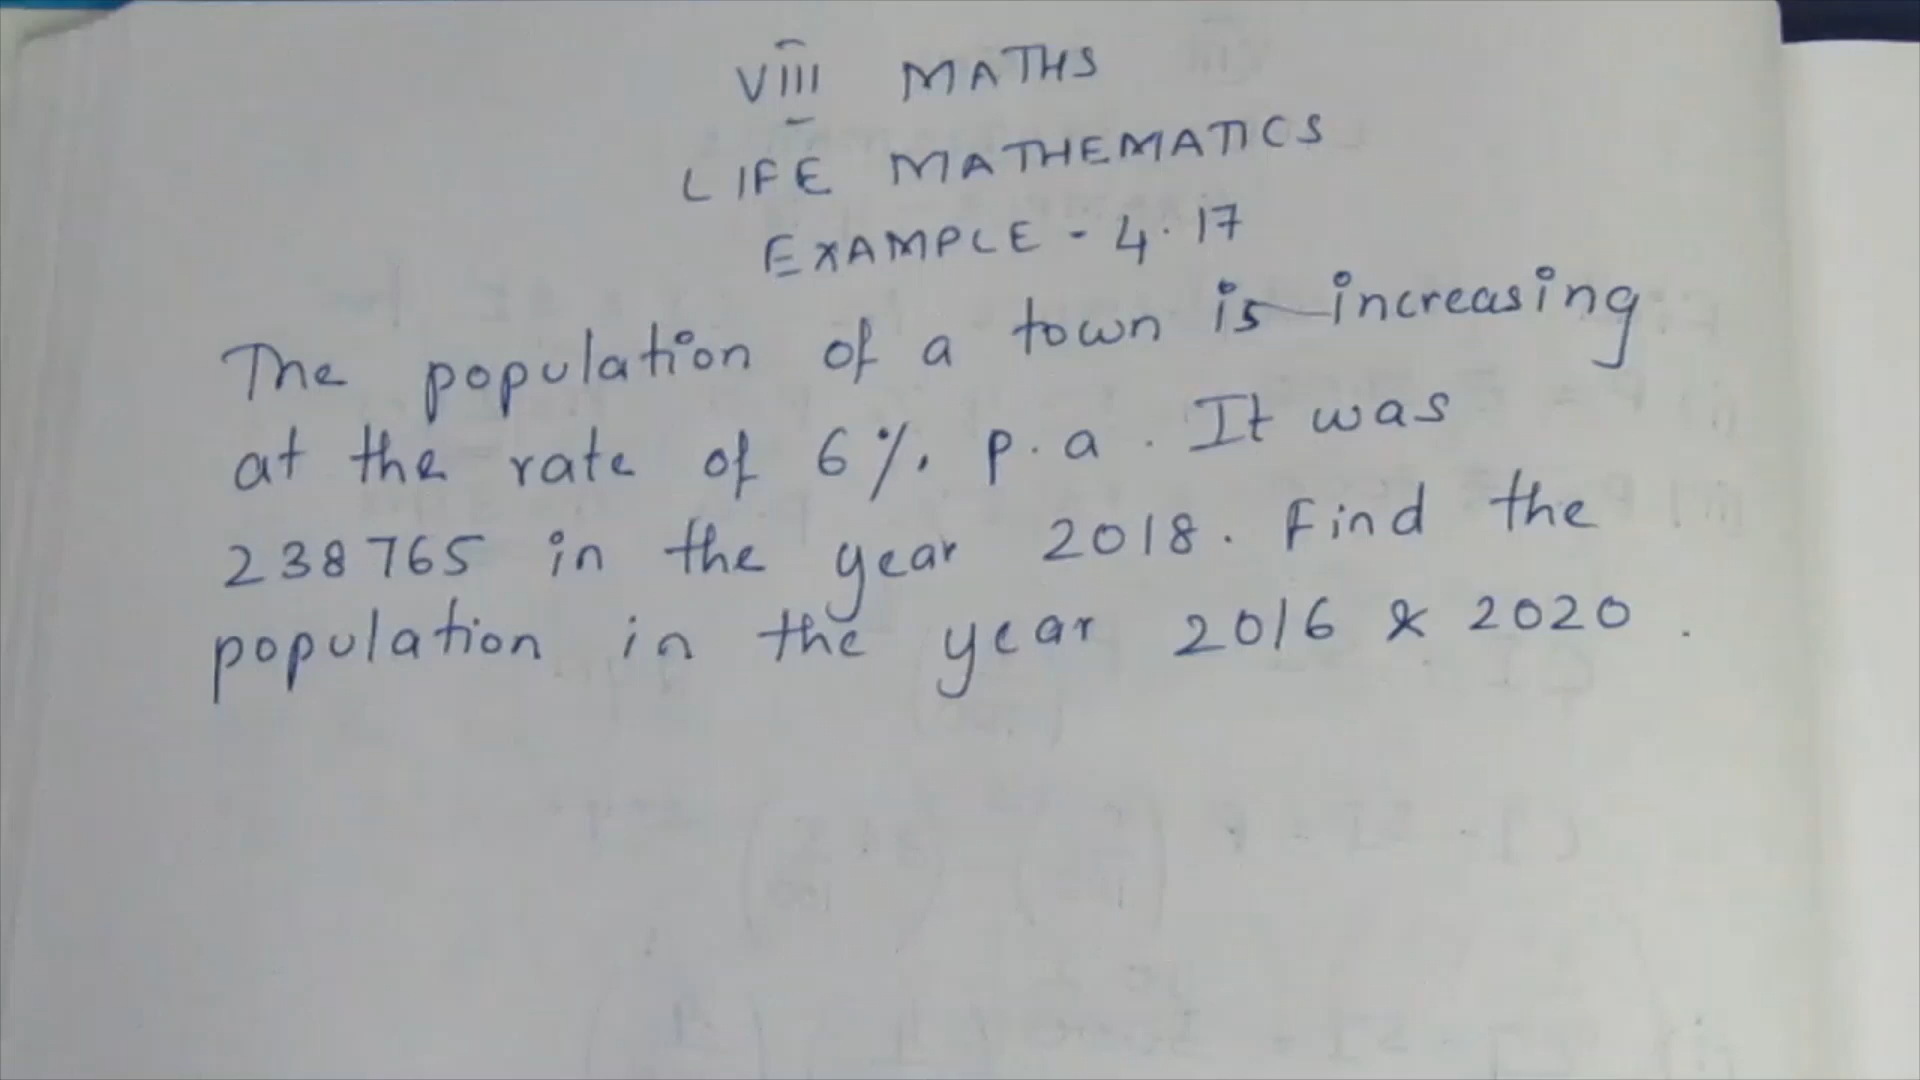 VIII MATHS
LIFE MATHEMATICS
EXAMPLE - 4.17
The population of a town is increasing
at the rate of 6%. p.a. It was
238765 in the year 2018. Find the
population in the year 2016 & 2020.